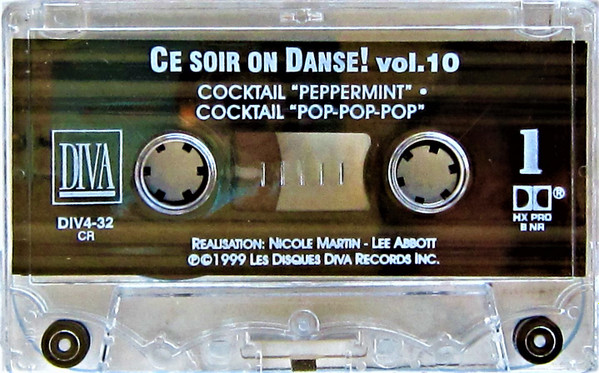 CE SOIR ON DANSE! vol.10
COCKTAIL "PEPPERMINT" •
COCKTAIL "POP-POP-POP"
DIVA
1
DIV4-32
CR
HX PRO
B NR
®
REALISATION: NICOLE MARTIN - LEE ABBOTT
℗©1999 LES DISQUES DIVA RECORDS INC.